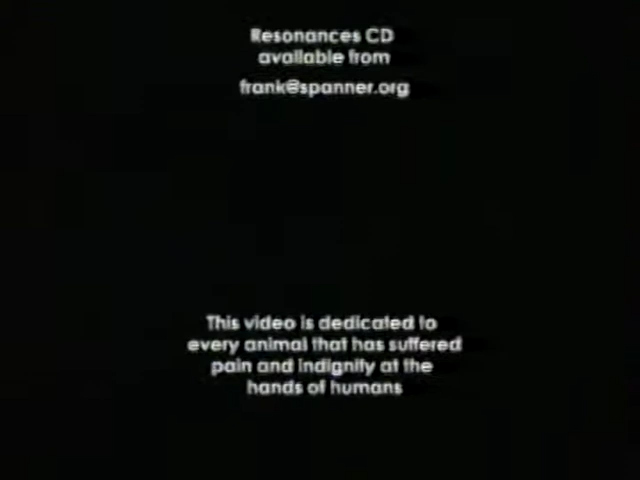 Resonances CD
available from
frank@spanner.org
This video is dedicated to
every animal that has suffered
pain and indignity at the
hands of humans